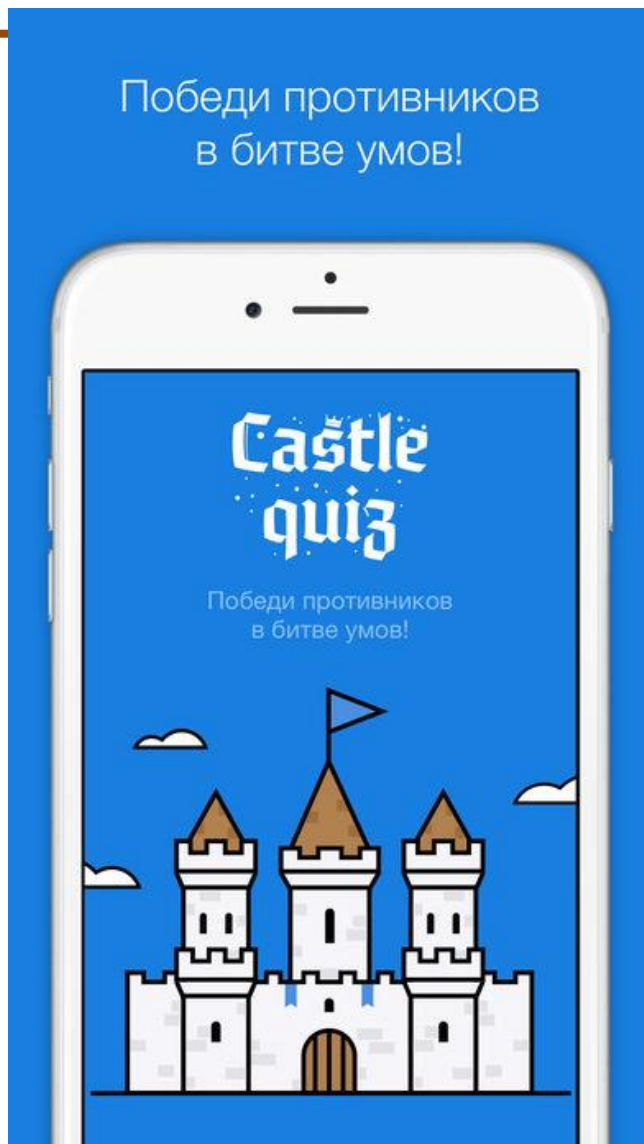 Победи противников
в битве умов!
Castle
quiz
Победи противников
в битве умов!